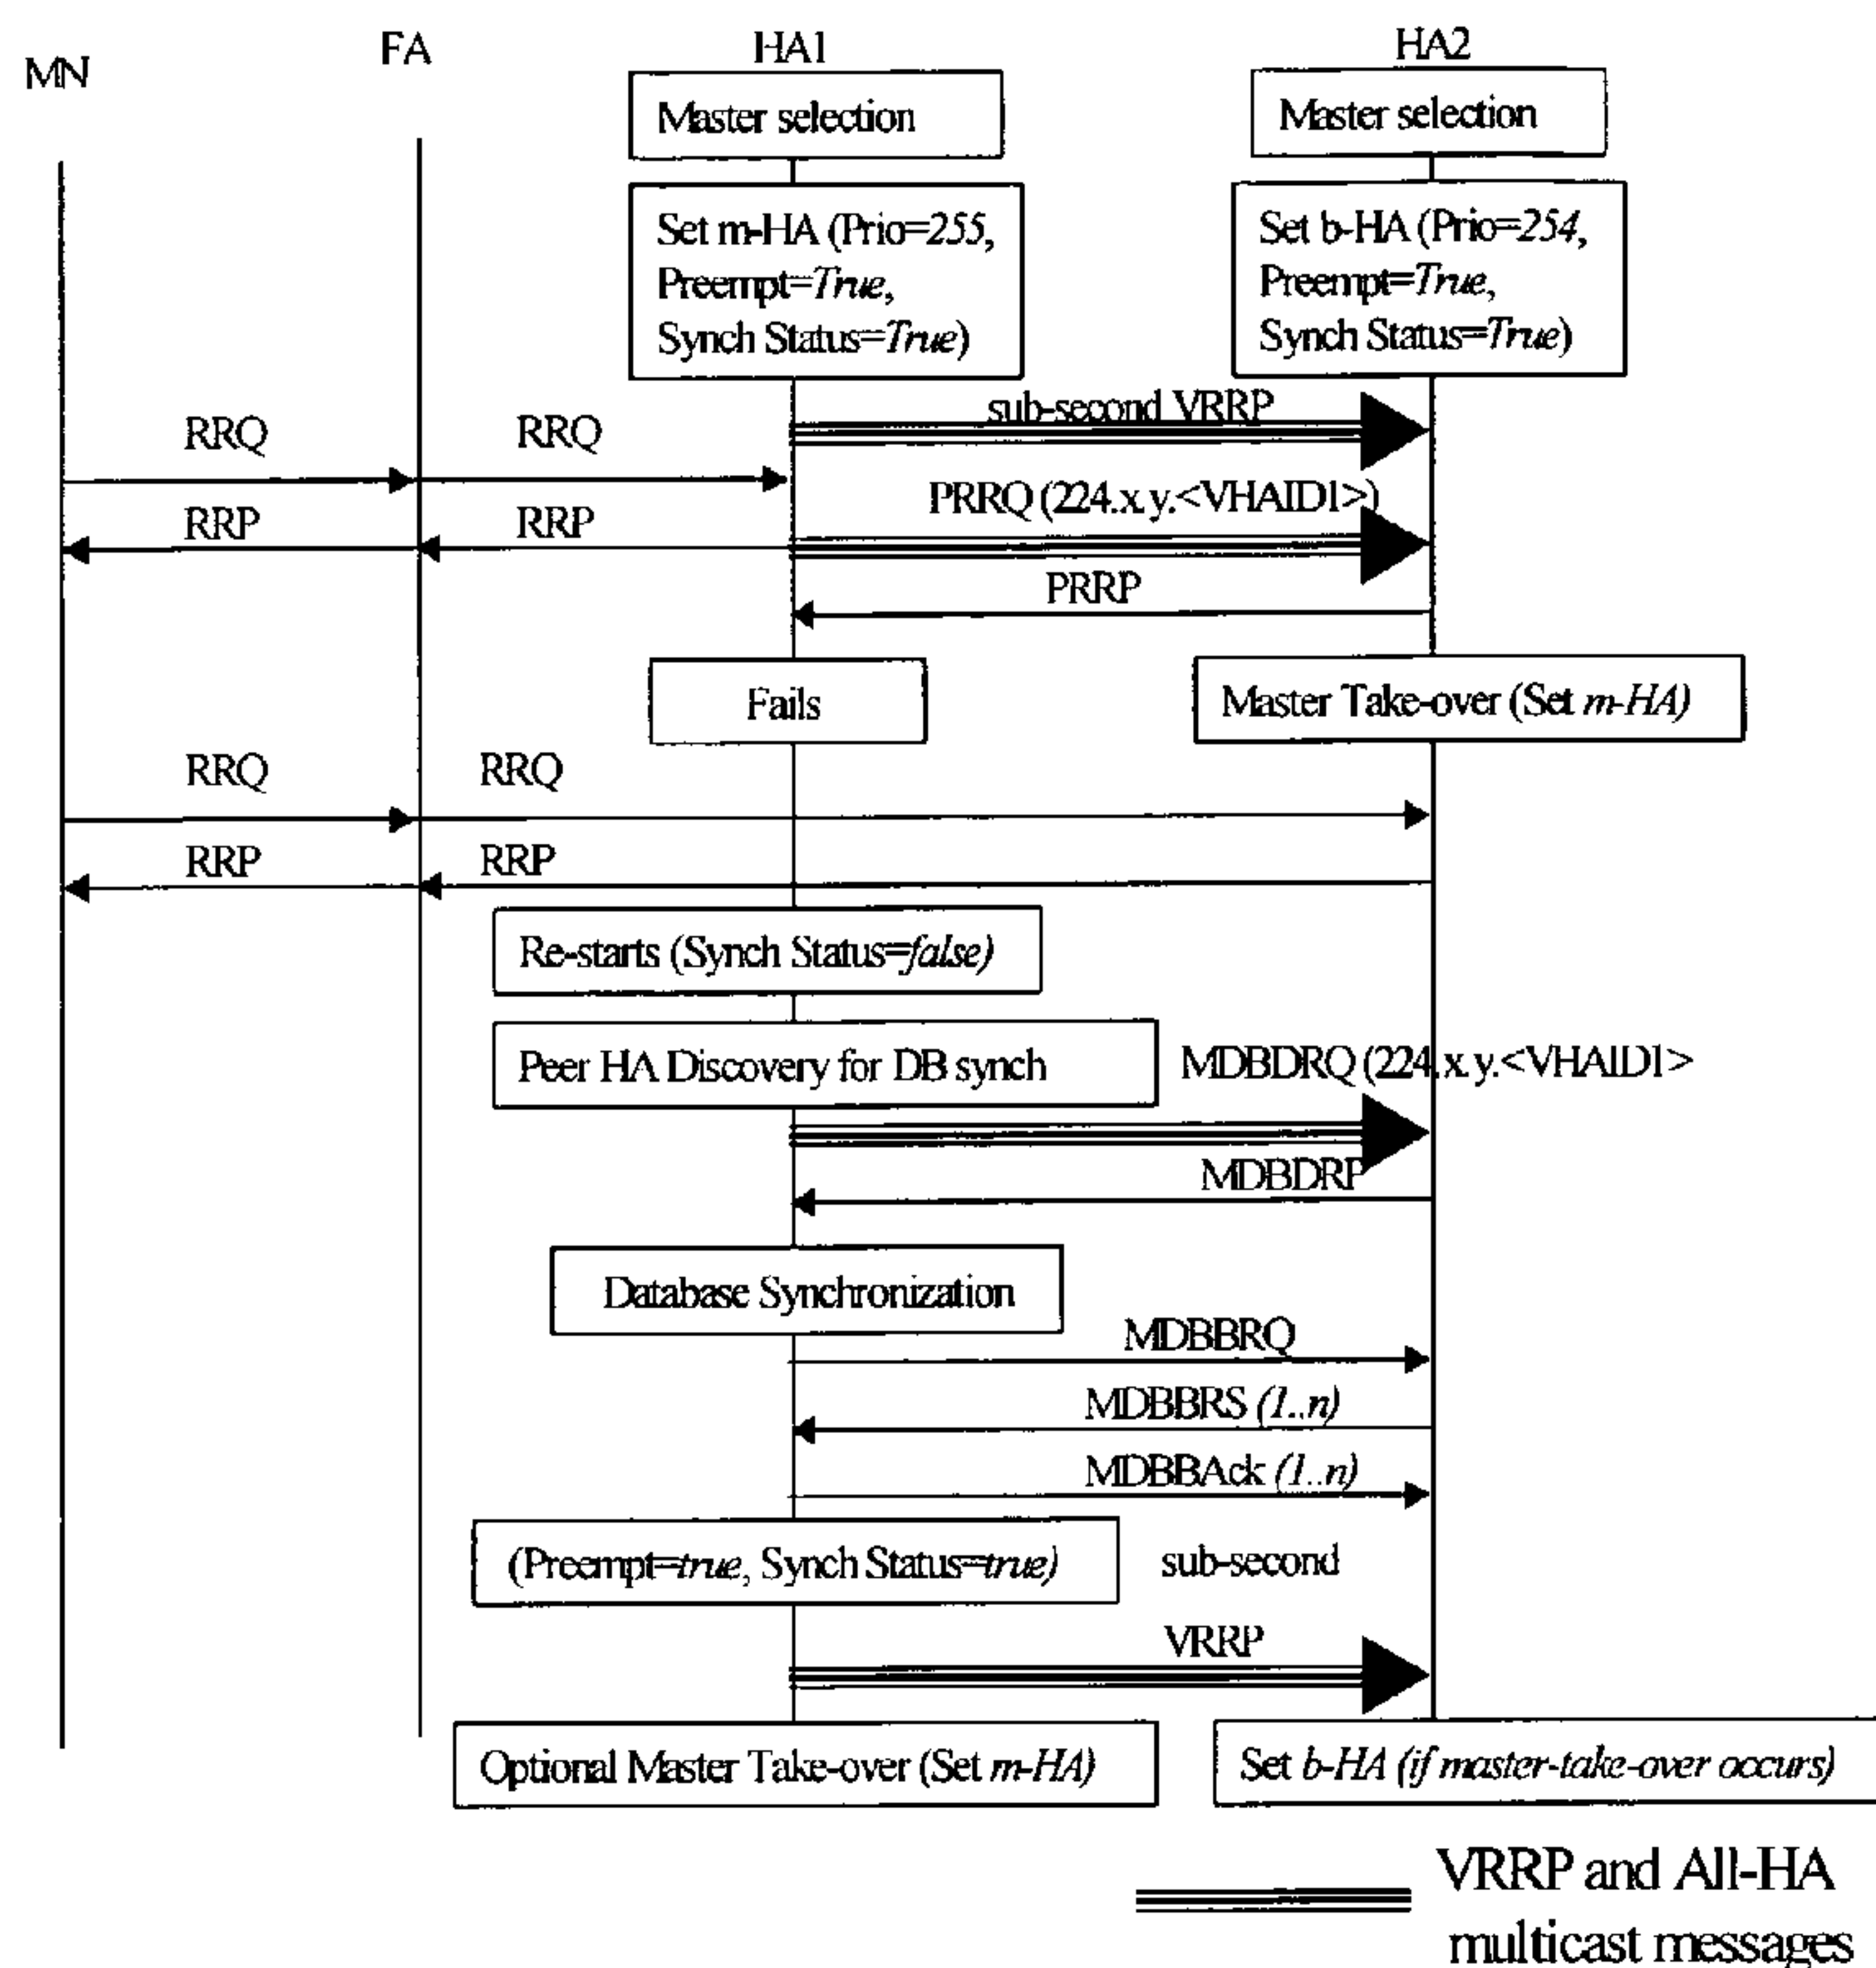 MN
FA
HA1
HA2
Master selection
Master selection
Set m-HA (Prio=255,
Preempt=True,
Synch Status=True)
Set b-HA (Prio=254,
Preempt=True,
Synch Status=True)
sub-second VRRP
RRQ
RRQ
PRRQ (224.x.y.<VHAID1>)
RRP
RRP
PRRP
Fails
Master Take-over (Set m-HA)
RRQ
RRQ
RRP
RRP
Re-starts (Synch Status=false)
Peer HA Discovery for DB synch
MDBDRQ (224.x.y.<VHAID1>
MDBDRP
Database Synchronization
MDBBRQ
MDBBRS (1..n)
MDBBAck (1..n)
(Preempt=true, Synch Status=true)
sub-second
VRRP
Optional Master Take-over (Set m-HA)
Set b-HA (if master-take-over occurs)
VRRP and All-HA
multicast messages